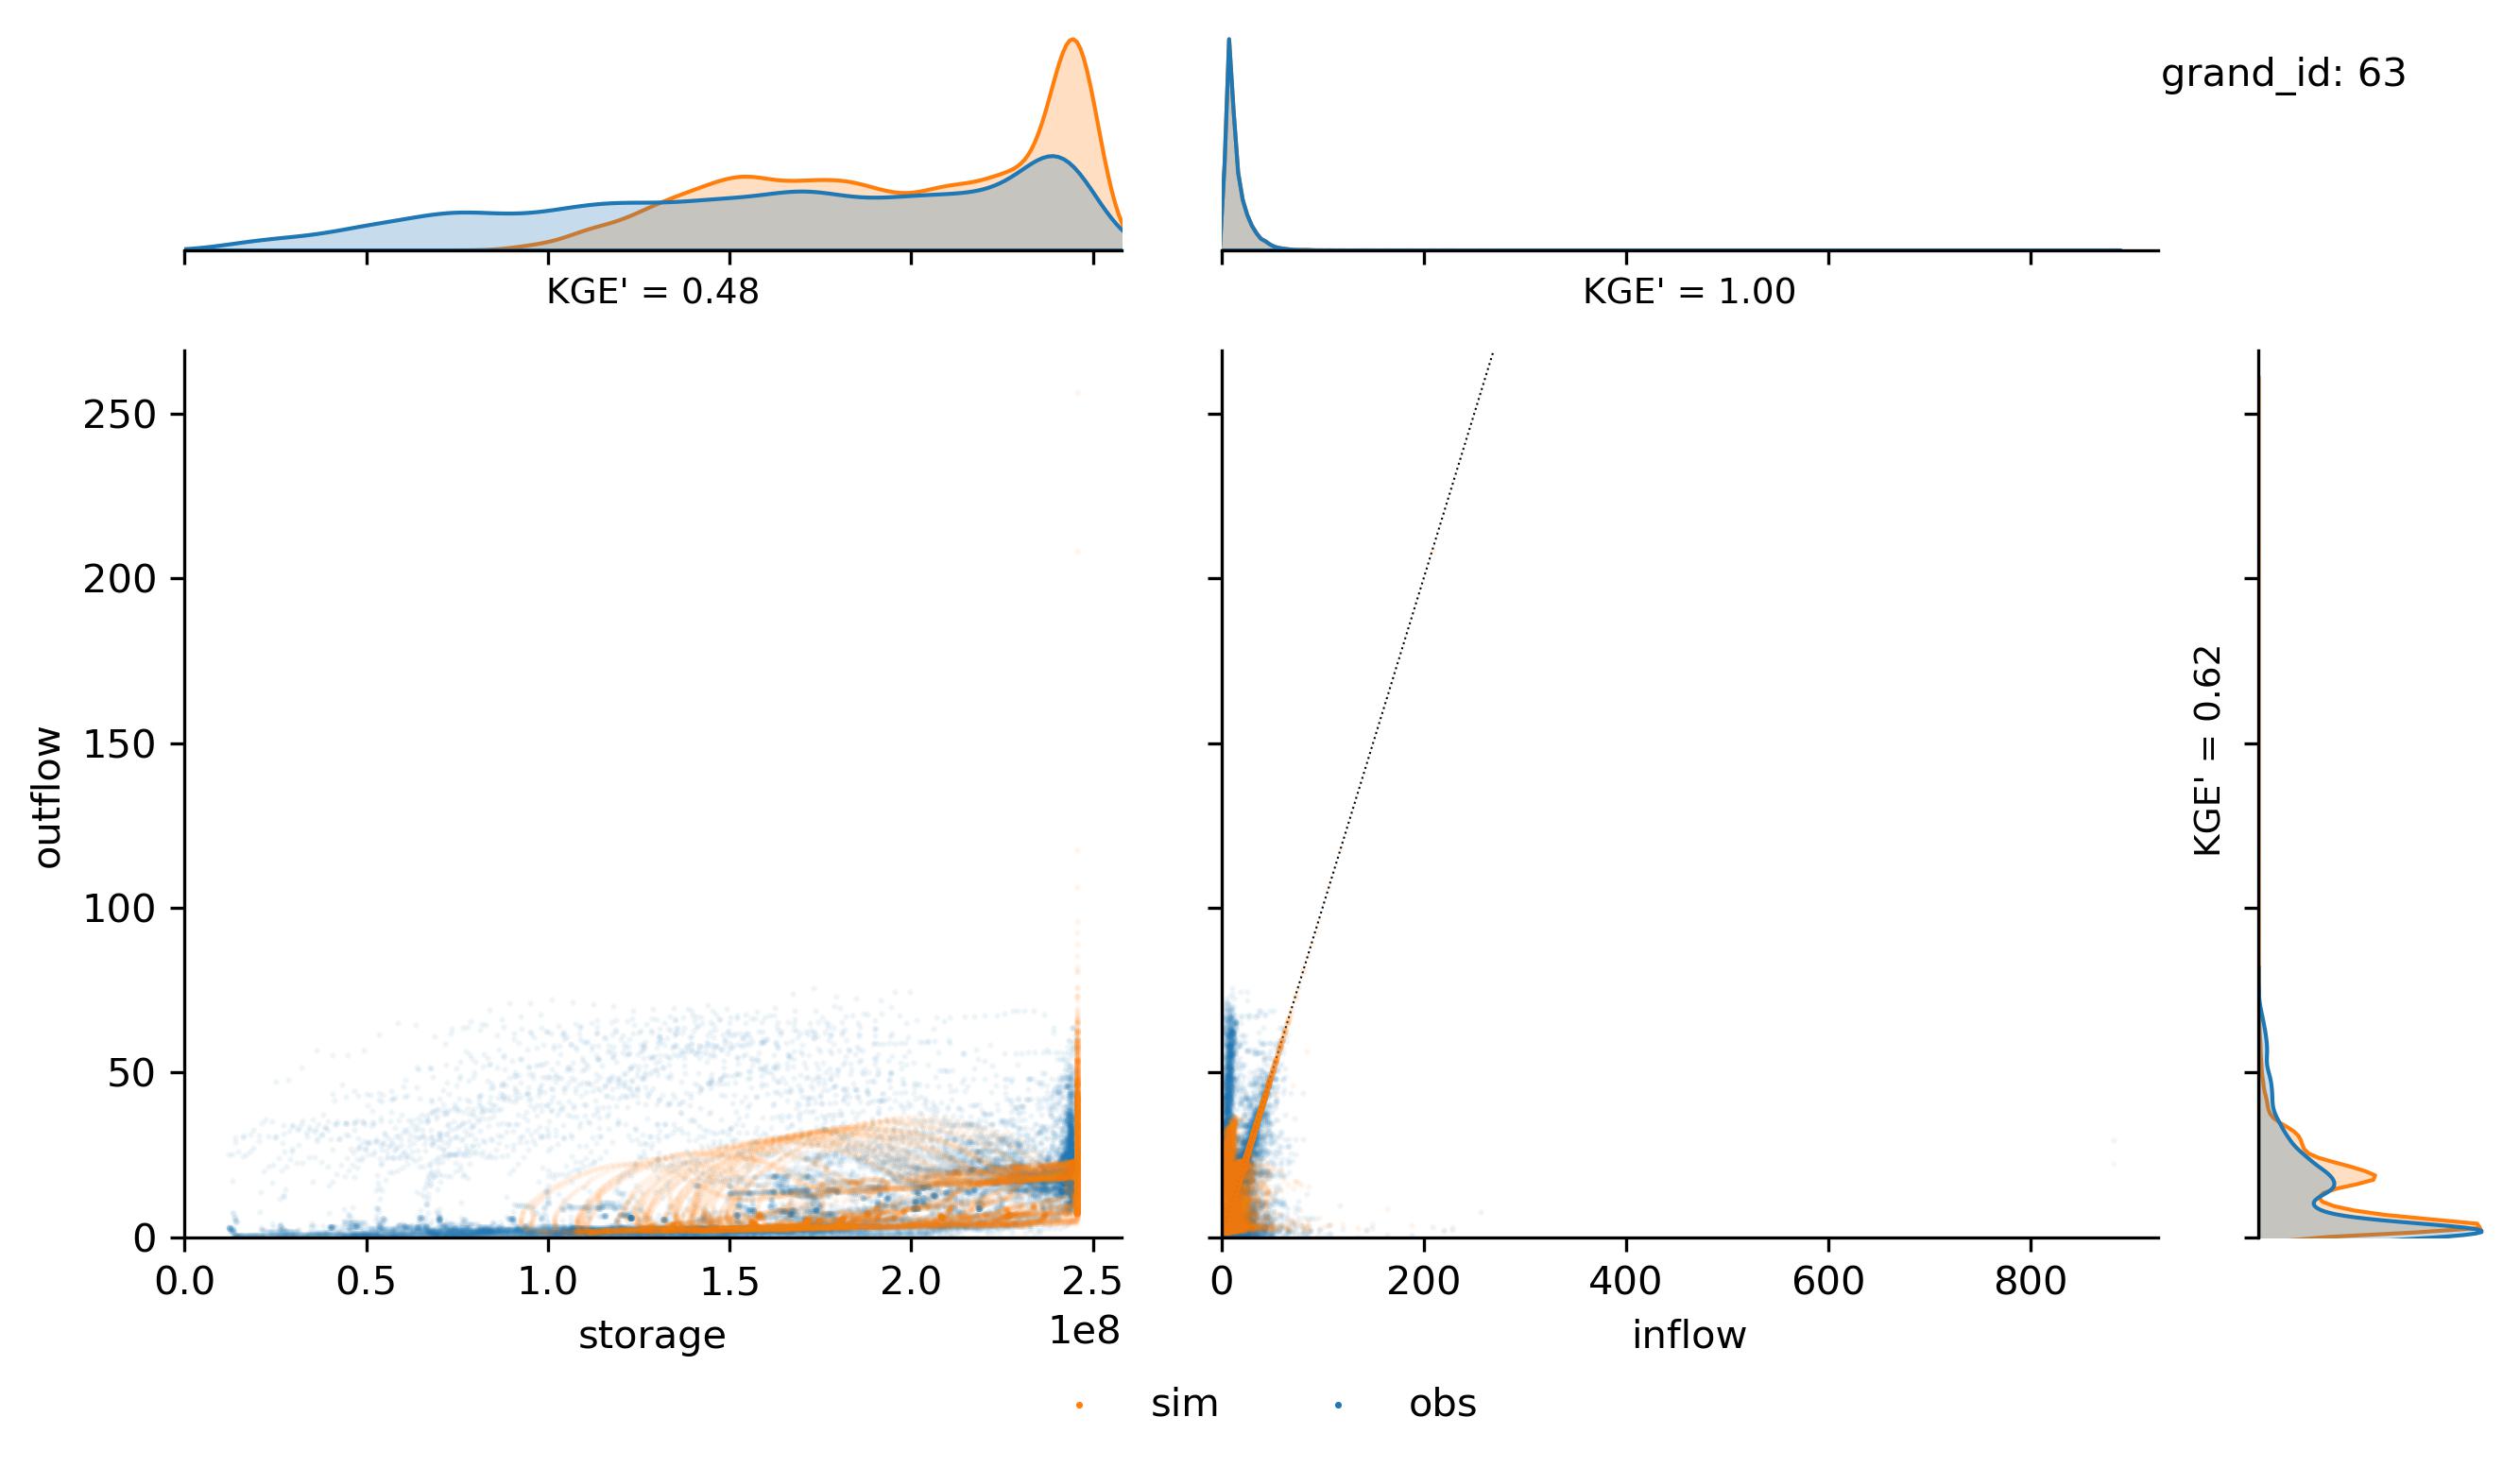 grand_id: 63
KGE' = 0.48
KGE' = 1.00
250
200
150
100
50
0
outflow
KGE' = 0.62
0.0 0.5 1.0 1.5 2.0 2.5
1e8
storage
0 200 400 600 800
inflow
sim obs